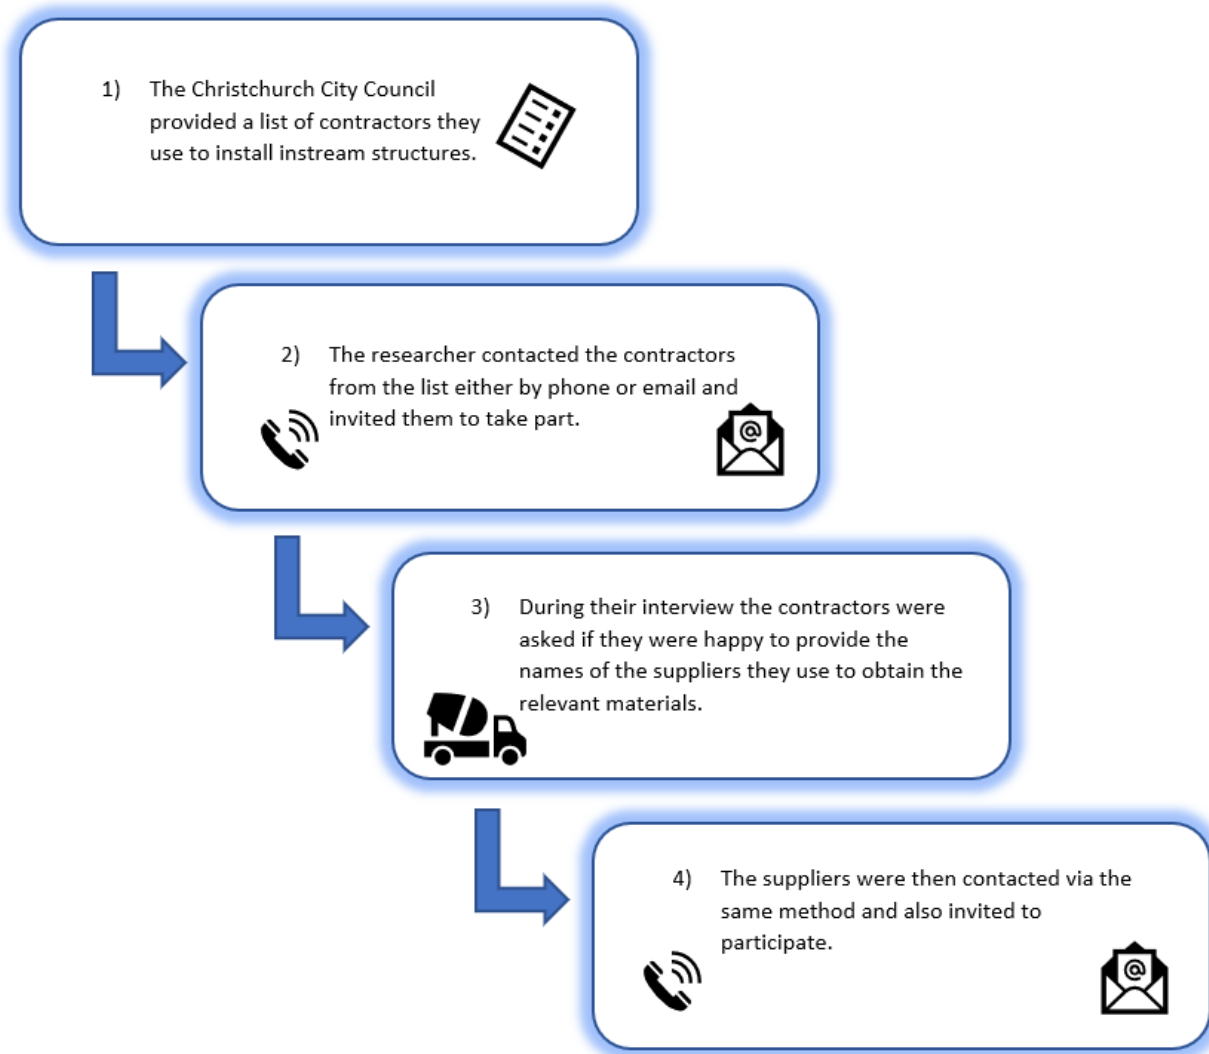 1) The Christchurch City Council
provided a list of contractors they
use to install instream structures.
2) The researcher contacted the contractors
from the list either by phone or email and
invited them to take part.
@
3) During their interview the contractors were
asked if they were happy to provide the
names of the suppliers they use to obtain the
relevant materials.
4) The suppliers were then contacted via the
same method and also invited to
participate.
@